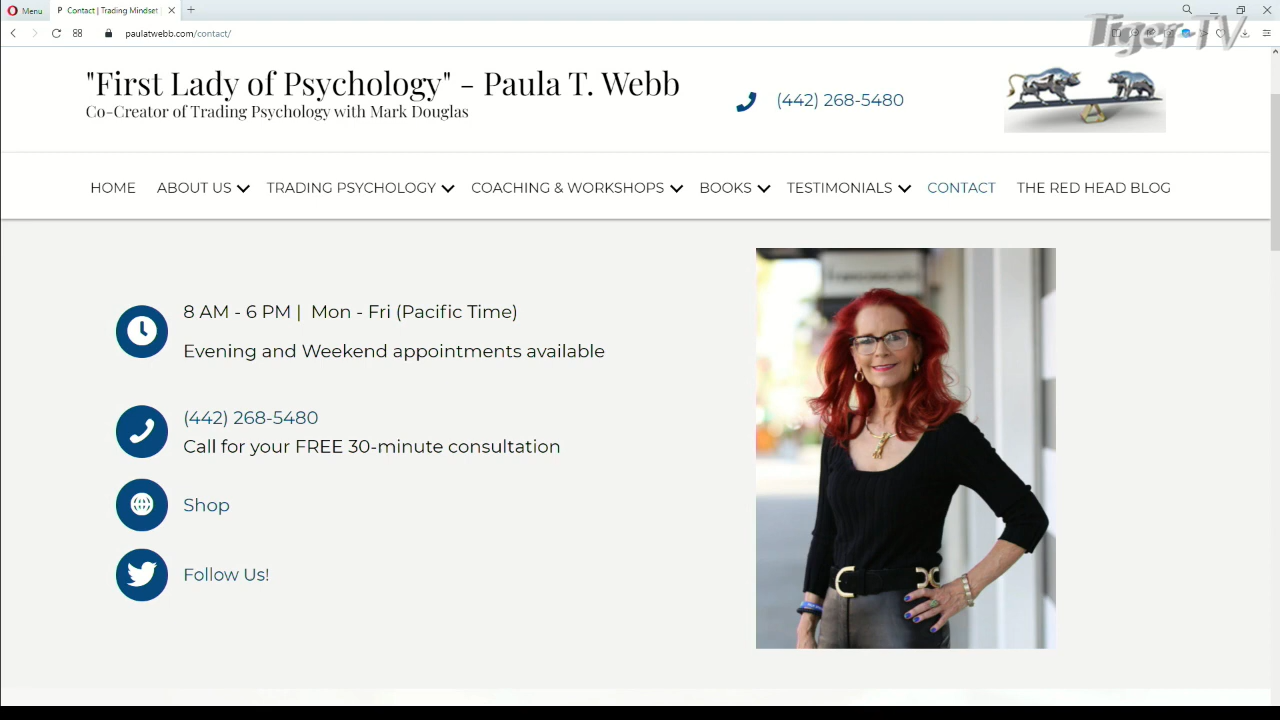 Menu
P Contact | Trading Mindset
paulatwebb.com/contact/
Tiger-TV
"First Lady of Psychology" - Paula T. Webb
Co-Creator of Trading Psychology with Mark Douglas
(442) 268-5480
HOME ABOUT US TRADING PSYCHOLOGY COACHING & WORKSHOPS BOOKS TESTIMONIALS CONTACT THE RED HEAD BLOG
8 AM - 6 PM | Mon - Fri (Pacific Time)
Evening and Weekend appointments available
(442) 268-5480
Call for your FREE 30-minute consultation
Shop
Follow Us!